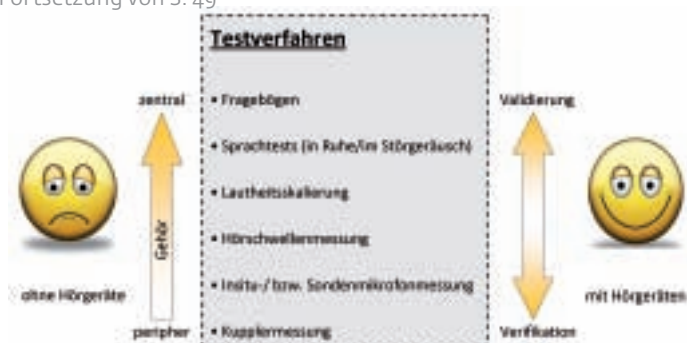 Fortsetzung von S. 49
Testverfahren
zentral
• Fragebögen
Validierung
• Sprachtests (in Ruhe/im Störgeräusch)
• Lautheitsskalierung
Gehör
• Hörschwellenmessung
ohne Hörgeräte
• Insitu-/ bzw. Sondenmikrofonmessung
mit Hörgeräten
peripher
• Kupplermessung
Verifikation